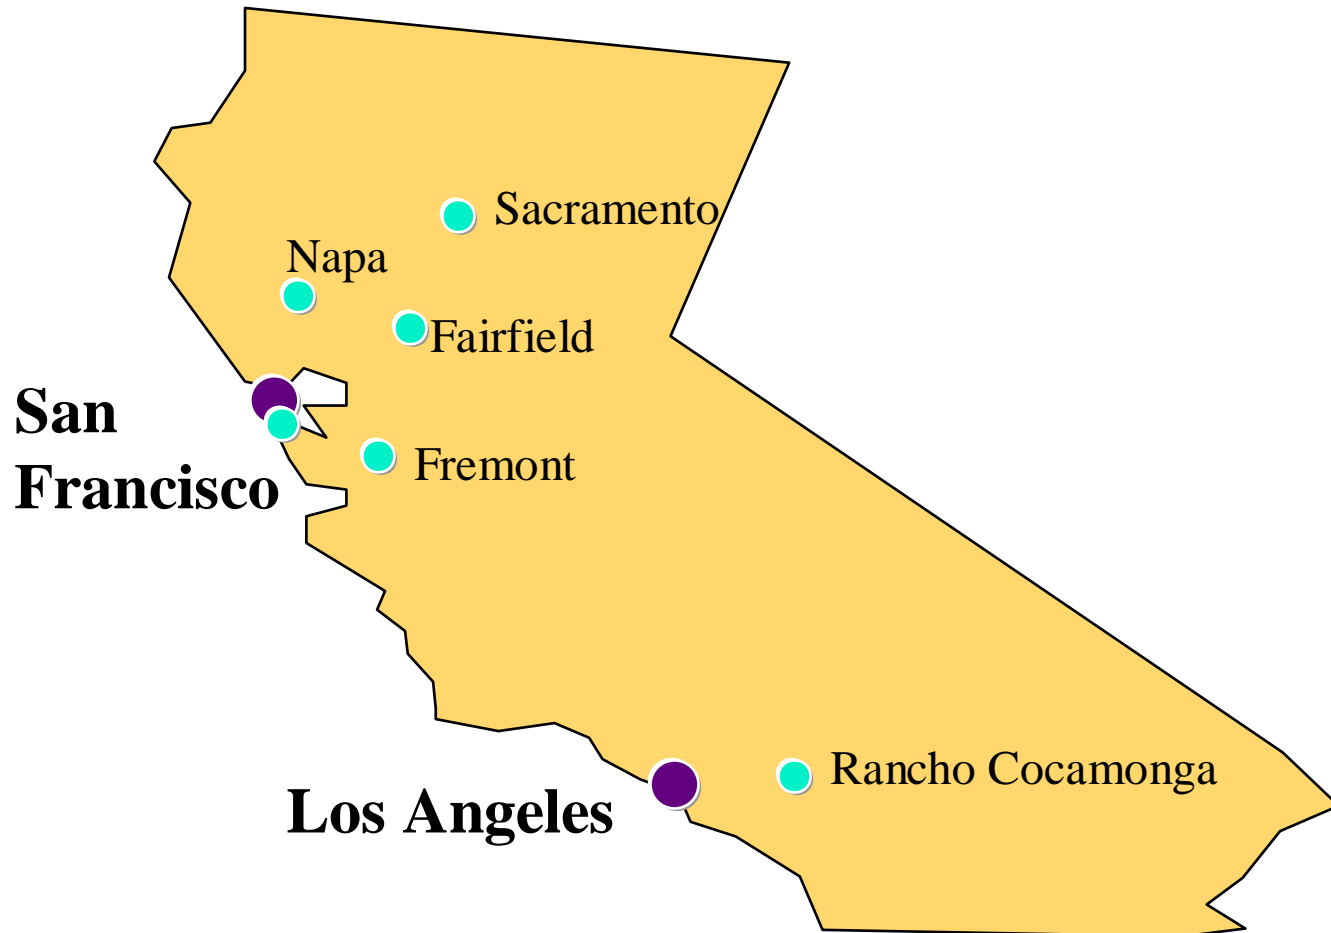 Sacramento
Napa
Fairfield
San
Francisco
Fremont
Rancho Cocamonga
Los Angeles